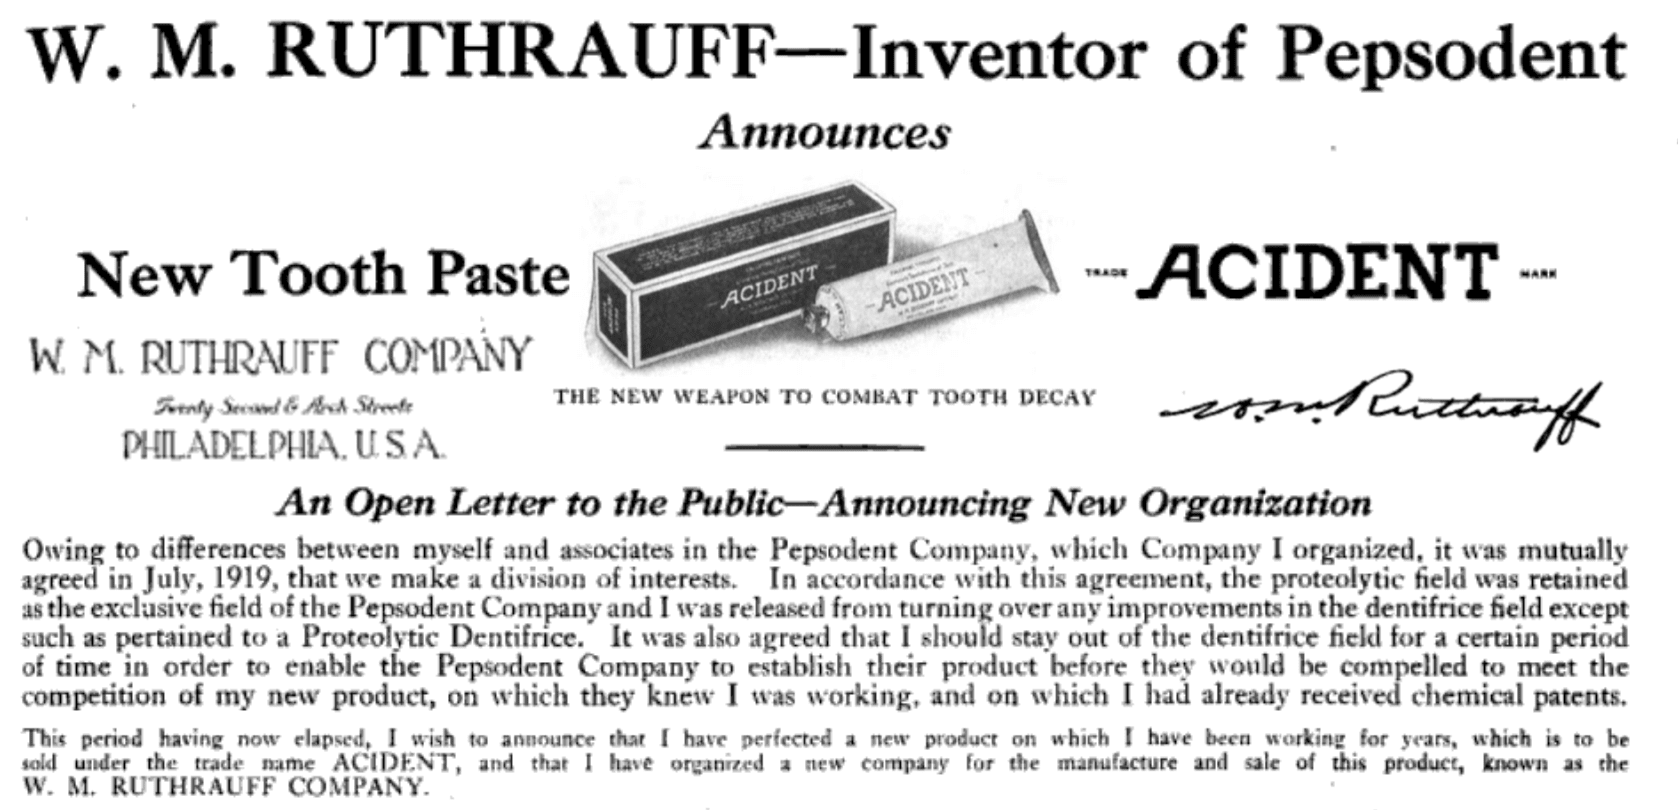 W. M. RUTHRAUFF—Inventor of Pepsodent
Announces
New Tooth Paste
ACIDENT
ACIDENT
TRADE ACIDENT MARK
W. M. RUTHRAUFF COMPANY
Twenty Second & Arch Streets
PHILADELPHIA, U.S.A.
THE NEW WEAPON TO COMBAT TOOTH DECAY
W. M. Ruthrauff
An Open Letter to the Public—Announcing New Organization
Owing to differences between myself and associates in the Pepsodent Company, which Company I organized, it was mutually
agreed in July, 1919, that we make a division of interests. In accordance with this agreement, the proteolytic field was retained
as the exclusive field of the Pepsodent Company and I was released from turning over any improvements in the dentifrice field except
such as pertained to a Proteolytic Dentifrice. It was also agreed that I should stay out of the dentifrice field for a certain period
of time in order to enable the Pepsodent Company to establish their product before they would be compelled to meet the
competition of my new product, on which they knew I was working, and on which I had already received chemical patents.
This period having now elapsed, I wish to announce that I have perfected a new product on which I have been working for years, which is to be
sold under the trade name ACIDENT, and that I have organized a new company for the manufacture and sale of this product, known as the
W. M. RUTHRAUFF COMPANY.